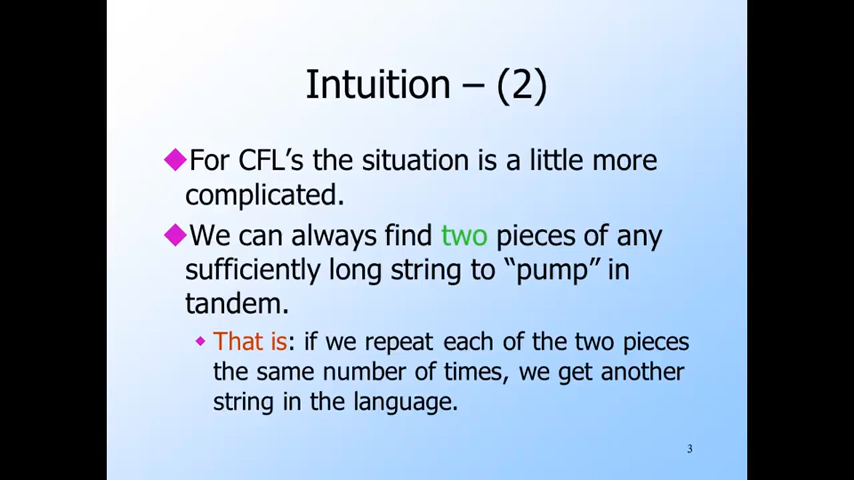 Intuition – (2)
For CFL’s the situation is a little more
complicated.
We can always find two pieces of any
sufficiently long string to “pump” in
tandem.
That is: if we repeat each of the two pieces
the same number of times, we get another
string in the language.
3